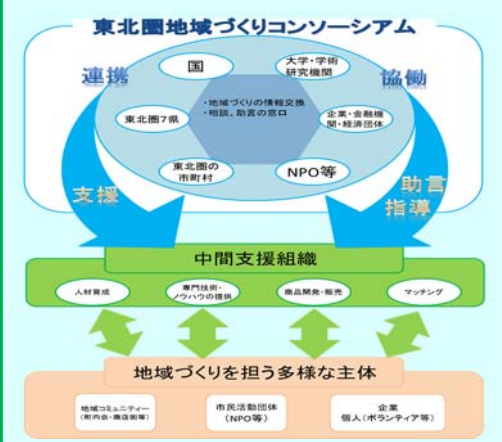 東北圏地域づくりコンソーシアム
連携
国
大学・学術
研究機関
協働
・地域づくりの情報交換
・相談、助言の窓口
東北圏7県
企業・金融機
関・経済団体
東北圏の
市町村
NPO等
支援
助言
指導
中間支援組織
人材育成
専門技術・
ノウハウの提供
商品開発・販売
マッチング
地域づくりを担う多様な主体
地域コミュニティー
(町内会・商店街等)
市民活動団体
(NPO等)
企業
個人(ボランティア等)